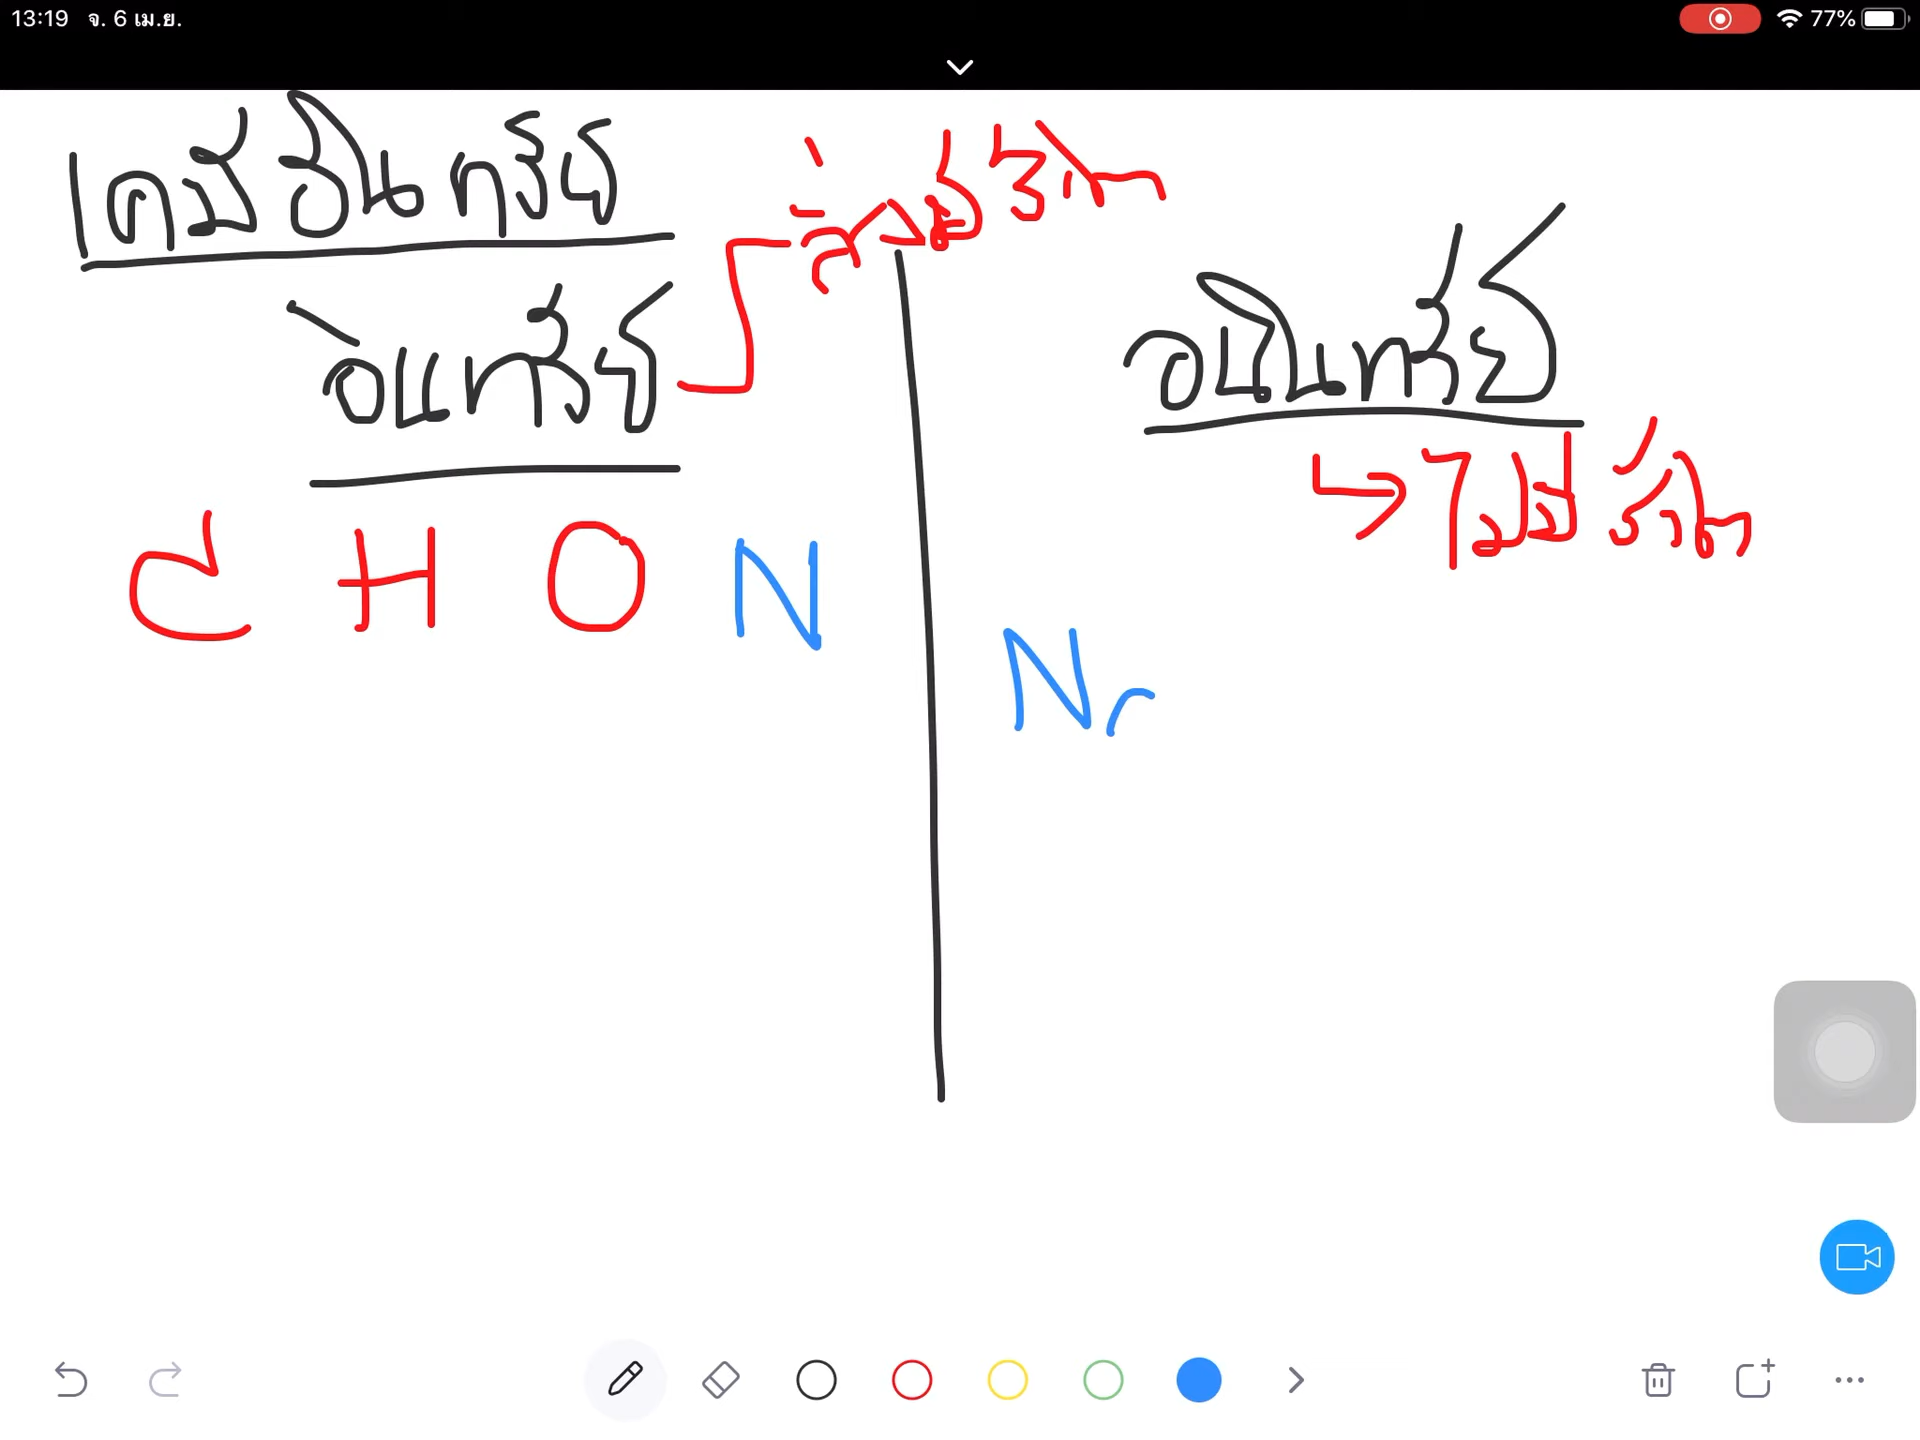 13:19 จ. 6 เม.ย. 77%
เคมีอินทรีย์
สิ่งมีชีวิต
อินทรีย์
อนินทรีย์
ไม่มีชีวิต
C H O N
N